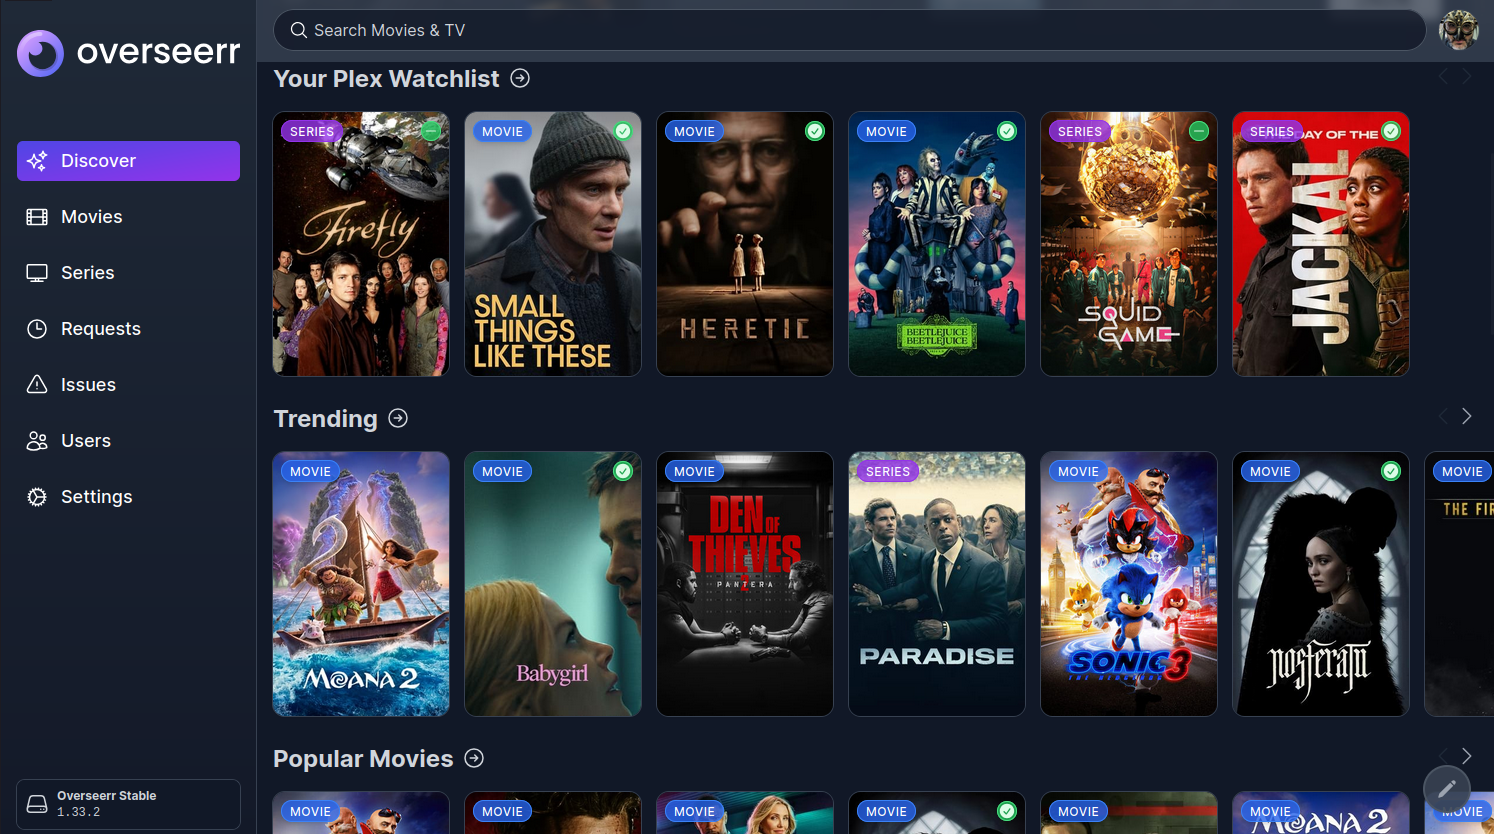 overseerr
Search Movies & TV
Discover
Movies
Series
Requests
Issues
Users
Settings
Overseerr Stable
1.33.2
Your Plex Watchlist
SERIES
Firefly
MOVIE
SMALL
THINGS
LIKE THESE
MOVIE
HERETIC
MOVIE
BEETLEJUICE
BEETLEJUICE
SERIES
SQUID
GAME
SERIES
DAY OF THE
JACKAL
Trending
MOVIE
MOANA 2
MOVIE
Babygirl
MOVIE
DEN OF
THIEVES
2
PANTERA
SERIES
PARADISE
MOVIE
SONIC 3
THE HEDGEHOG
MOVIE
nosferatu
MOVIE
THE FIR
Popular Movies
MOVIE
MOVIE
MOVIE
MOVIE
MOVIE
MOVIE
MOANA 2
MOVIE